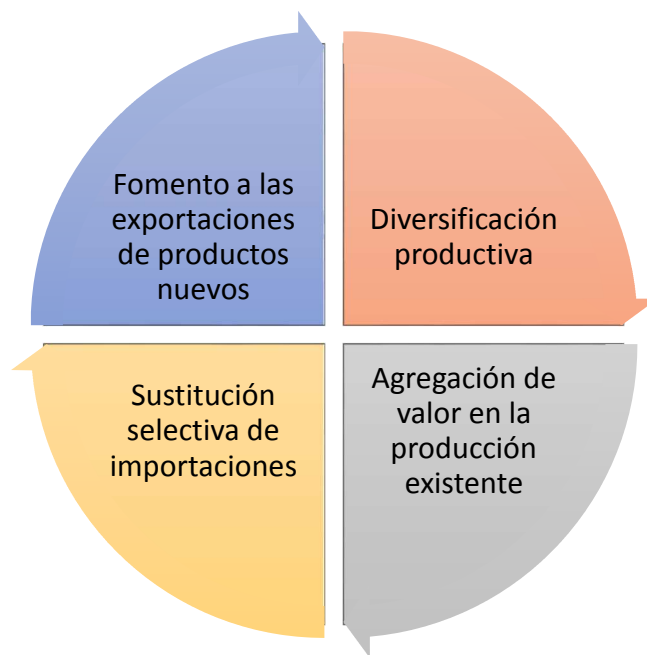 Fomento a las
exportaciones
de productos
nuevos
Diversificación
productiva
Sustitución
selectiva de
importaciones
Agregación de
valor en la
producción
existente